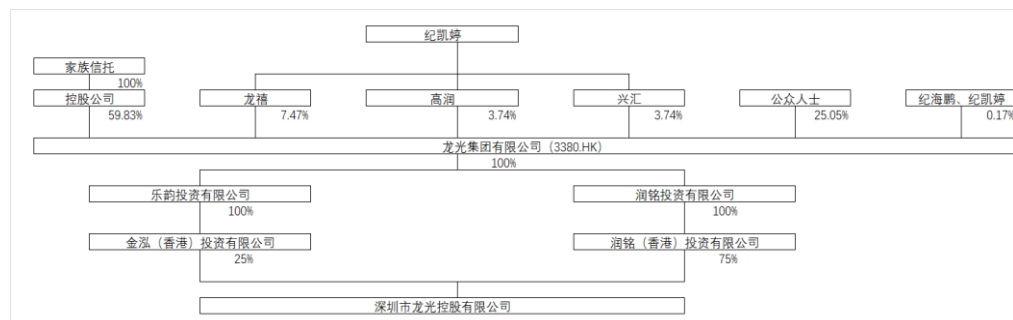 纪凯婷
家族信托
100%
控股公司 龙禧 高润 兴汇 公众人士 纪海鹏、纪凯婷
59.83% 7.47% 3.74% 3.74% 25.05% 0.17%
龙光集团有限公司（3380.HK）
100%
乐韵投资有限公司 润铭投资有限公司
100% 100%
金泓（香港）投资有限公司 润铭（香港）投资有限公司
25% 75%
深圳市龙光控股有限公司